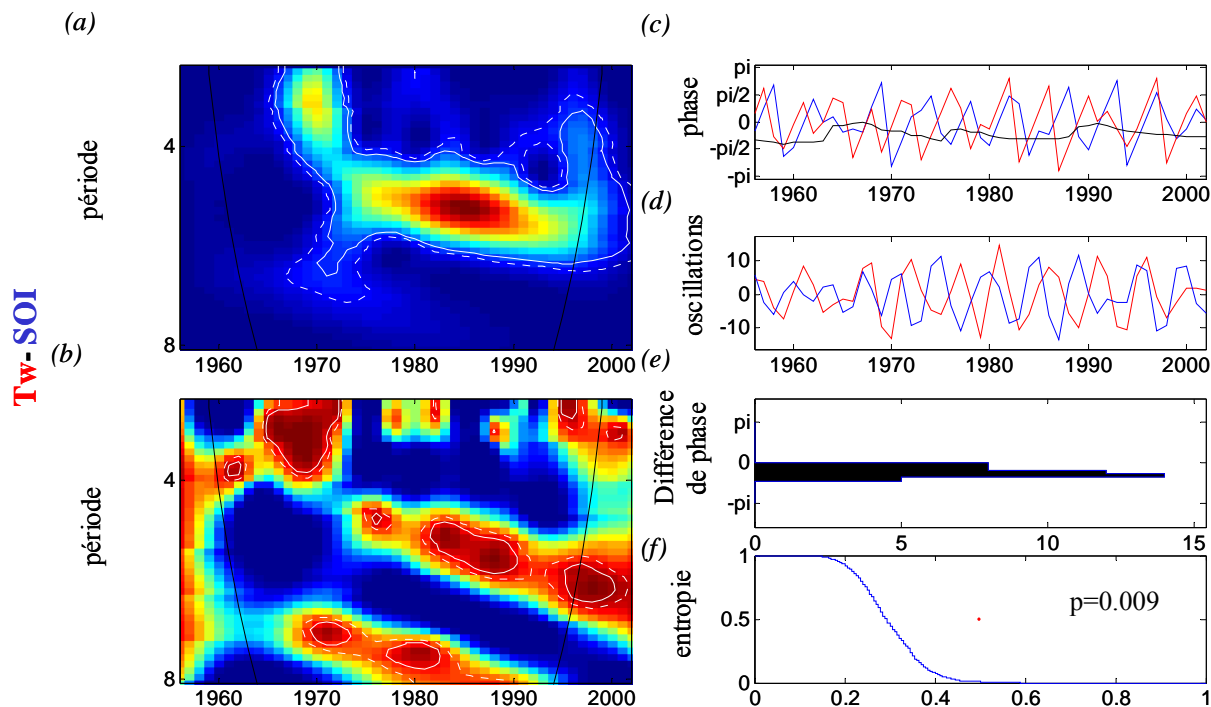 Tw- SOI
(a)
période
4
8
1960 1970 1980 1990 2000
(b)
période
4
8
1960 1970 1980 1990 2000
(c)
phase
pi
pi/2
0
-pi/2
-pi
1960 1970 1980 1990 2000
(d)
oscillations
10
0
-10
1960 1970 1980 1990 2000
(e)
Différence
de phase
pi
0
-pi
0 5 10 15
(f)
entropie
1
0.5
0
p=0.009
0 0.2 0.4 0.6 0.8 1